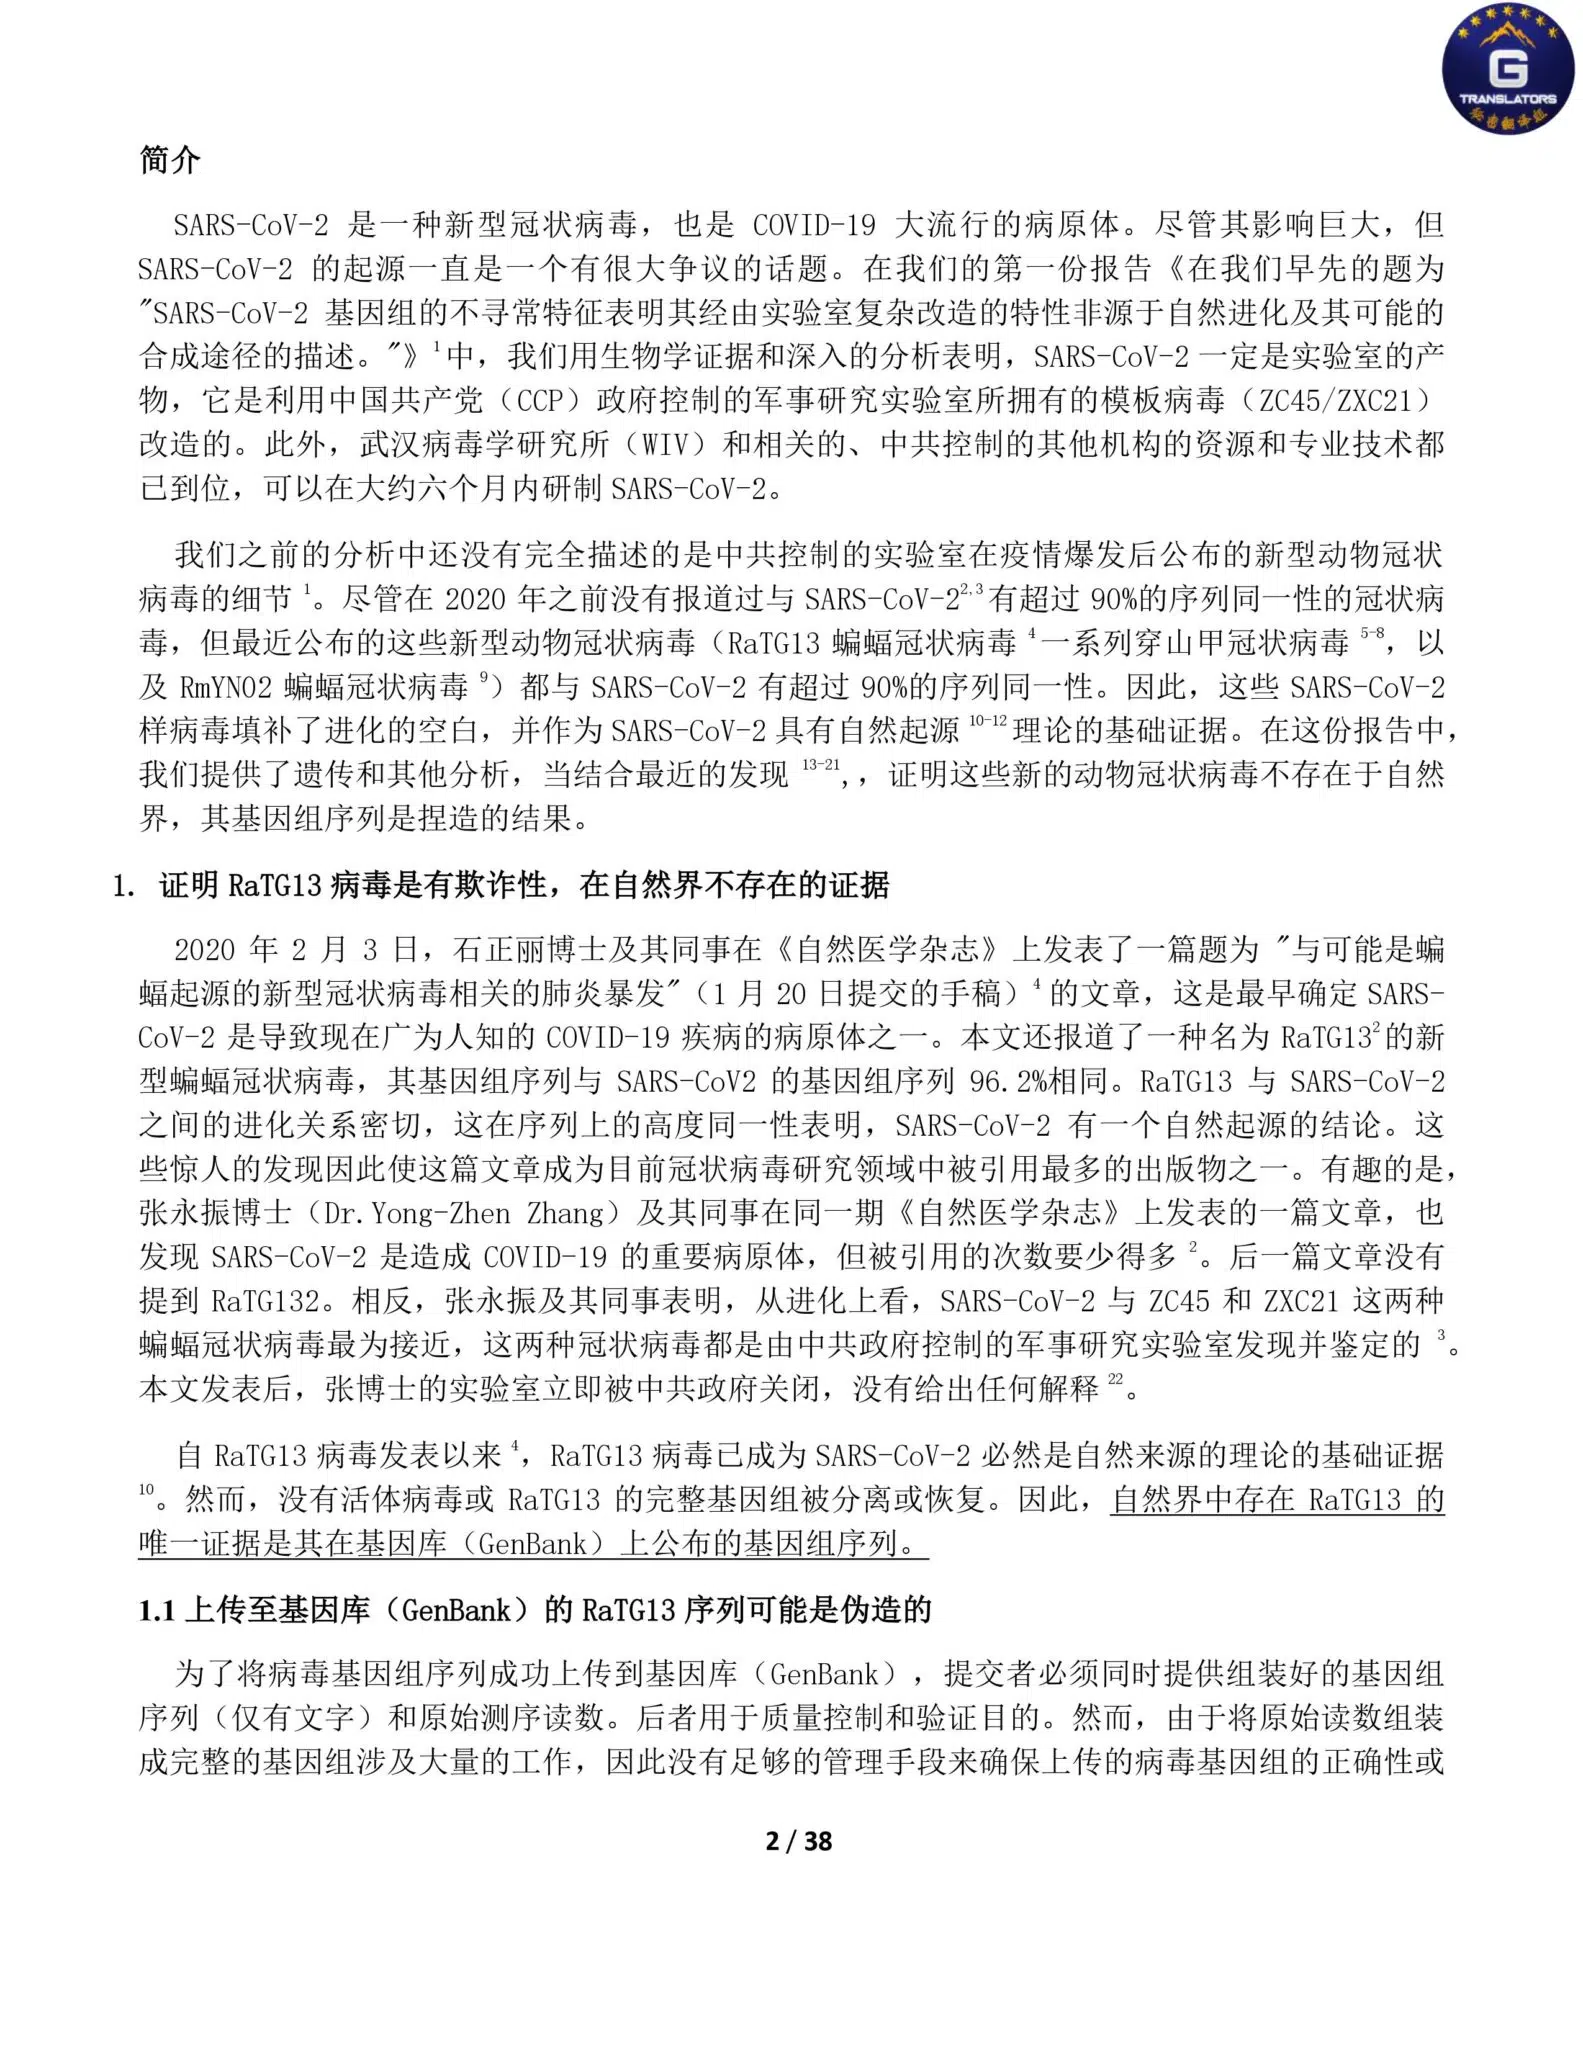 G
TRANSLATORS
秘密翻译组
简介
SARS-CoV-2 是一种新型冠状病毒，也是 COVID-19 大流行的病原体。尽管其影响巨大，但
SARS-CoV-2 的起源一直是一个有很大争议的话题。在我们的第一份报告《在我们早先的题为
"SARS-CoV-2 基因组的不寻常特征表明其经由实验室复杂改造的特性非源于自然进化及其可能的
合成途径的描述。"》1中，我们用生物学证据和深入的分析表明，SARS-CoV-2 一定是实验室的产
物，它是利用中国共产党（CCP）政府控制的军事研究实验室所拥有的模板病毒（ZC45/ZXC21）
改造的。此外，武汉病毒学研究所（WIV）和相关的、中共控制的其他机构的资源和专业技术都
已到位，可以在大约六个月内研制 SARS-CoV-2。
我们之前的分析中还没有完全描述的是中共控制的实验室在疫情爆发后公布的新型动物冠状
病毒的细节 1。尽管在 2020 年之前没有报道过与 SARS-CoV-22,3有超过 90%的序列同一性的冠状病
毒，但最近公布的这些新型动物冠状病毒（RaTG13 蝙蝠冠状病毒 4一系列穿山甲冠状病毒 5-8，以
及 RmYN02 蝙蝠冠状病毒 9）都与 SARS-CoV-2 有超过 90%的序列同一性。因此，这些 SARS-CoV-2
样病毒填补了进化的空白，并作为 SARS-CoV-2 具有自然起源 10-12理论的基础证据。在这份报告中，
我们提供了遗传和其他分析，当结合最近的发现 13-21,，证明这些新的动物冠状病毒不存在于自然
界，其基因组序列是捏造的结果。
1. 证明 RaTG13 病毒是有欺诈性，在自然界不存在的证据
2020 年 2 月 3 日，石正丽博士及其同事在《自然医学杂志》上发表了一篇题为 "与可能是蝙
蝠起源的新型冠状病毒相关的肺炎暴发"（1 月 20 日提交的手稿）4 的文章，这是最早确定 SARS-
CoV-2 是导致现在广为人知的 COVID-19 疾病的病原体之一。本文还报道了一种名为 RaTG132的新
型蝙蝠冠状病毒，其基因组序列与 SARS-CoV2 的基因组序列 96.2%相同。RaTG13 与 SARS-CoV-2
之间的进化关系密切，这在序列上的高度同一性表明，SARS-CoV-2 有一个自然起源的结论。这
些惊人的发现因此使这篇文章成为目前冠状病毒研究领域中被引用最多的出版物之一。有趣的是，
张永振博士（Dr.Yong-Zhen Zhang）及其同事在同一期《自然医学杂志》上发表的一篇文章，也
发现 SARS-CoV-2 是造成 COVID-19 的重要病原体，但被引用的次数要少得多 2。后一篇文章没有
提到 RaTG132。相反，张永振及其同事表明，从进化上看，SARS-CoV-2 与 ZC45 和 ZXC21 这两种
蝙蝠冠状病毒最为接近，这两种冠状病毒都是由中共政府控制的军事研究实验室发现并鉴定的 3。
本文发表后，张博士的实验室立即被中共政府关闭，没有给出任何解释 22。
自 RaTG13 病毒发表以来 4，RaTG13 病毒已成为 SARS-CoV-2 必然是自然来源的理论的基础证据
10。然而，没有活体病毒或 RaTG13 的完整基因组被分离或恢复。因此，自然界中存在 RaTG13 的
唯一证据是其在基因库（GenBank）上公布的基因组序列。
1.1 上传至基因库（GenBank）的 RaTG13 序列可能是伪造的
为了将病毒基因组序列成功上传到基因库（GenBank），提交者必须同时提供组装好的基因组
序列（仅有文字）和原始测序读数。后者用于质量控制和验证目的。然而，由于将原始读数组装
成完整的基因组涉及大量的工作，因此没有足够的管理手段来确保上传的病毒基因组的正确性或
2 / 38